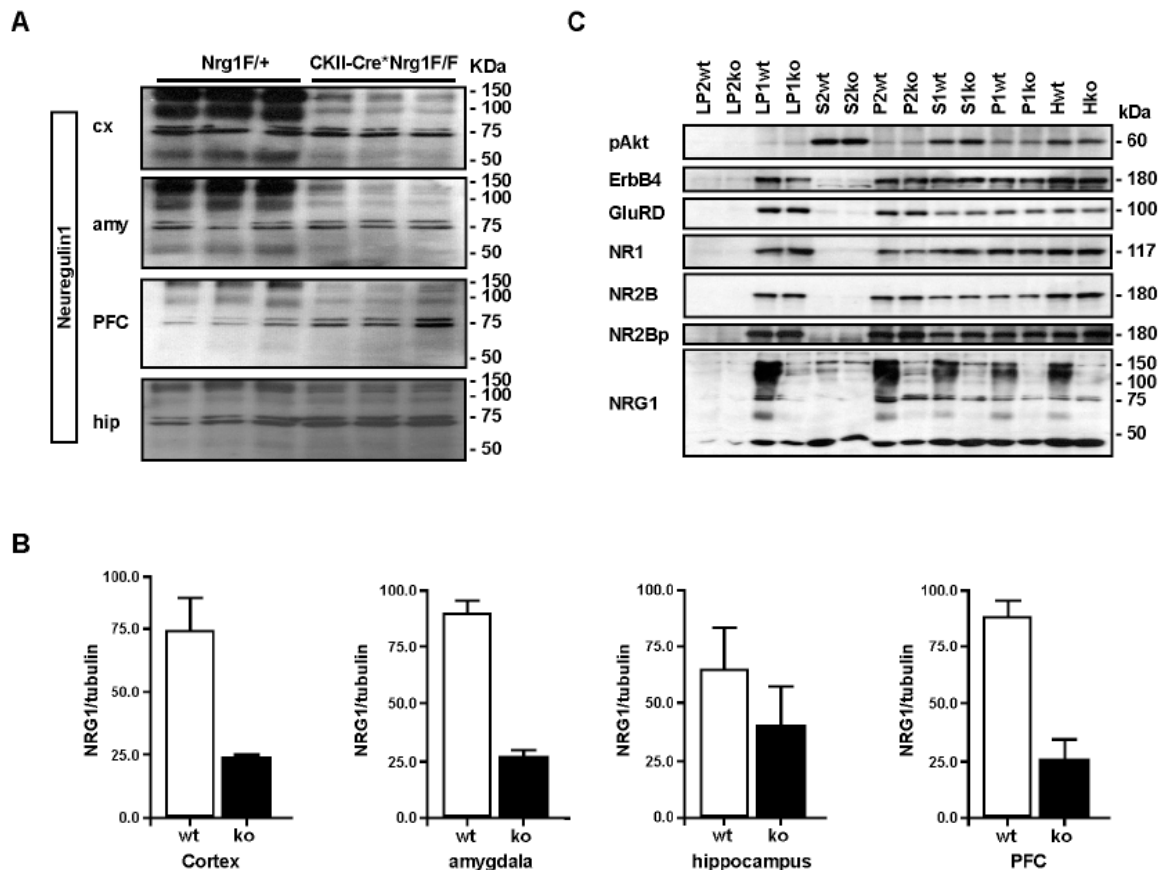 A
Nrg1F/+ CKII-Cre*Nrg1F/F KDa
Neuregulin1
cx
- 150
- 100
- 75
- 50
amy
- 150
- 100
- 75
- 50
PFC
- 150
- 100
- 75
- 50
hip
- 150
- 100
- 75
- 50
C
LP2wt LP2ko LP1wt LP1ko S2wt S2ko P2wt P2ko S1wt S1ko P1wt P1ko Hwt Hko kDa
pAkt - 60
ErbB4 - 180
GluRD - 100
NR1 - 117
NR2B - 180
NR2Bp - 180
NRG1
- 150
- 100
- 75
- 50
B
NRG1/tubulin
100.0
75.0
50.0
25.0
0.0
wt ko
Cortex
NRG1/tubulin
100.0
75.0
50.0
25.0
0.0
wt ko
amygdala
NRG1/tubulin
100.0
75.0
50.0
25.0
0.0
wt ko
hippocampus
NRG1/tubulin
100.0
75.0
50.0
25.0
0.0
wt ko
PFC